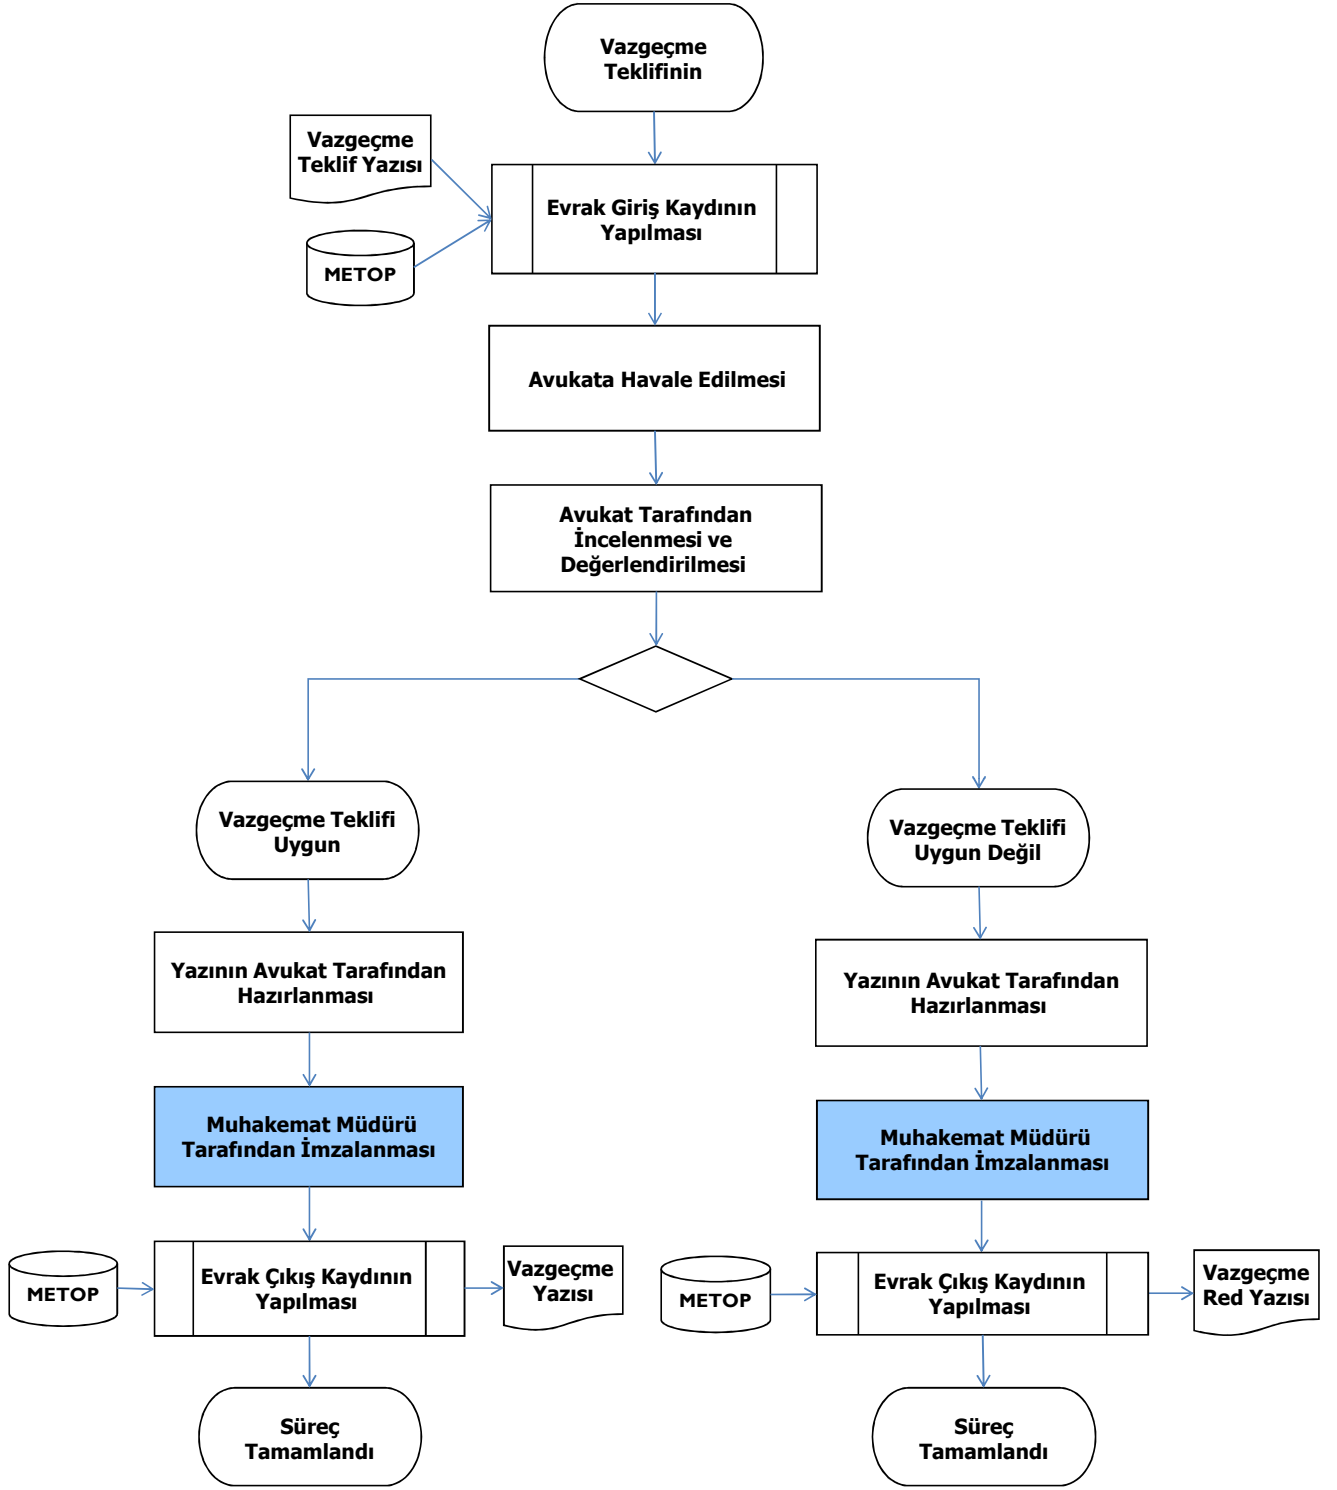 Vazgeçme
Teklifinin
Vazgeçme
Teklif Yazısı
METOP
Evrak Giriş Kaydının
Yapılması
Avukata Havale Edilmesi
Avukat Tarafından
İncelenmesi ve
Değerlendirilmesi
Vazgeçme Teklifi
Uygun
Yazının Avukat Tarafından
Hazırlanması
Muhakemat Müdürü
Tarafından İmzalanması
METOP
Evrak Çıkış Kaydının
Yapılması
Vazgeçme
Yazısı
Süreç
Tamamlandı
Vazgeçme Teklifi
Uygun Değil
Yazının Avukat Tarafından
Hazırlanması
Muhakemat Müdürü
Tarafından İmzalanması
METOP
Evrak Çıkış Kaydının
Yapılması
Vazgeçme
Red Yazısı
Süreç
Tamamlandı